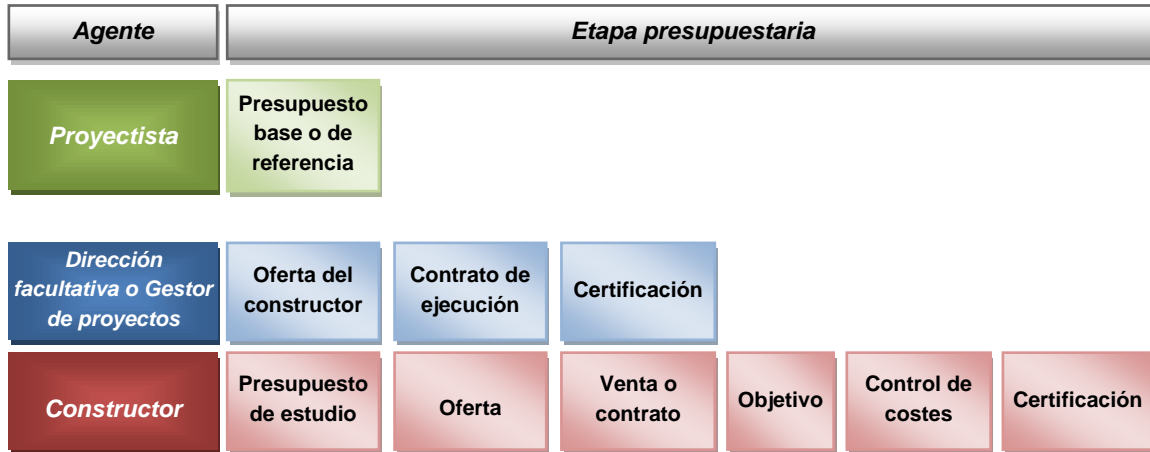 Agente
Etapa presupuestaria
Proyectista
Presupuesto
base o de
referencia
Dirección
facultativa o Gestor
de proyectos
Oferta del
constructor
Contrato de
ejecución
Certificación
Constructor
Presupuesto
de estudio
Oferta
Venta o
contrato
Objetivo
Control de
costes
Certificación